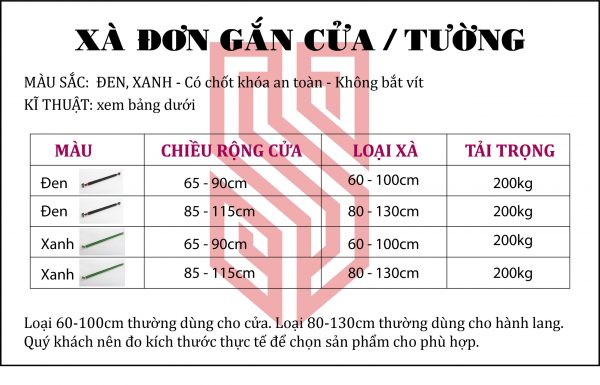 XÀ ĐƠN GẮN CỬA / TƯỜNG
MÀU SẮC: ĐEN, XANH - Có chốt khóa an toàn - Không bắt vít
KĨ THUẬT: xem bảng dưới
MÀU CHIỀU RỘNG CỬA LOẠI XÀ TẢI TRỌNG
Đen 65 - 90cm 60 - 100cm 200kg
Đen 85 - 115cm 80 - 130cm 200kg
Xanh 65 - 90cm 60 - 100cm 200kg
Xanh 85 - 115cm 80 - 130cm 200kg
Loại 60-100cm thường dùng cho cửa. Loại 80-130cm thường dùng cho hành lang.
Quý khách nên đo kích thước thực tế để chọn sản phẩm cho phù hợp.